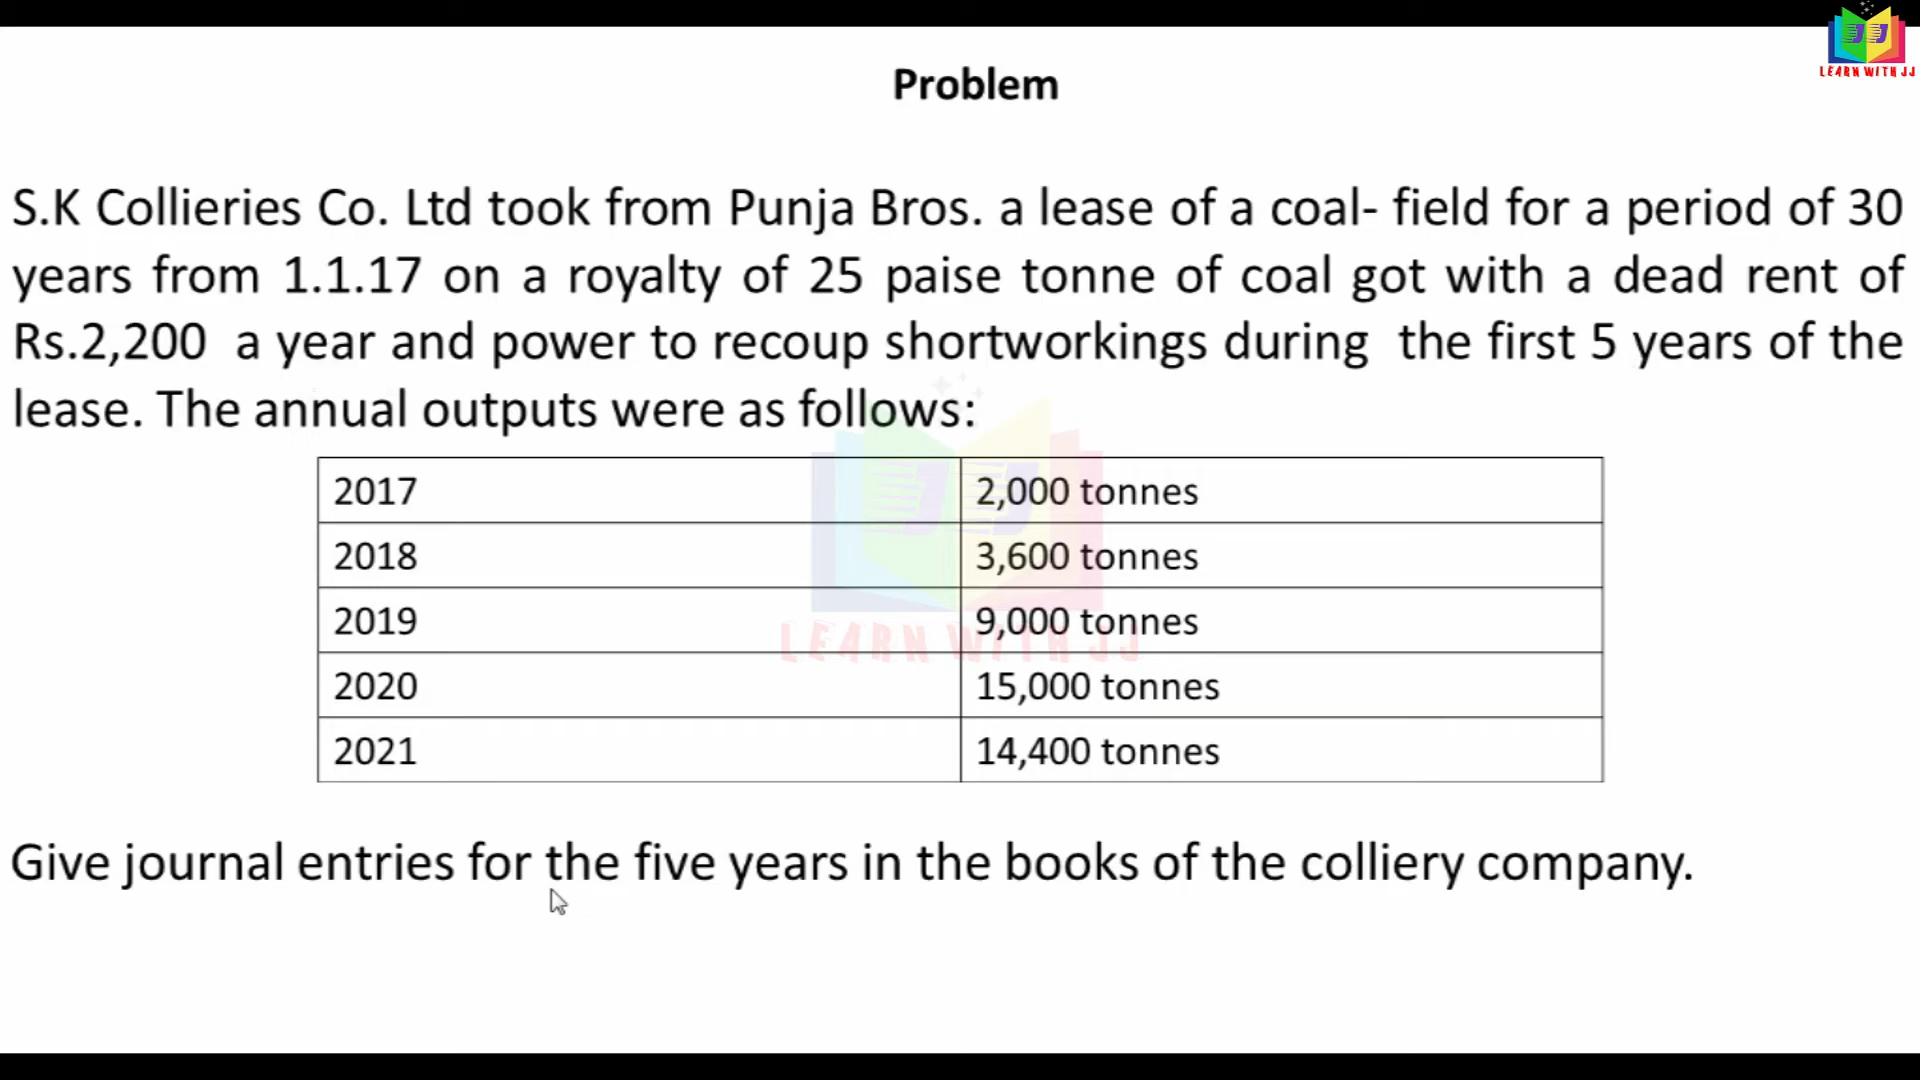 LEARN WITH JJ
Problem
S.K Collieries Co. Ltd took from Punja Bros. a lease of a coal- field for a period of 30
years from 1.1.17 on a royalty of 25 paise tonne of coal got with a dead rent of
Rs.2,200 a year and power to recoup shortworkings during the first 5 years of the
lease. The annual outputs were as follows:
2017 2,000 tonnes
2018 3,600 tonnes
2019 9,000 tonnes
LEARN WITH JJ
2020 15,000 tonnes
2021 14,400 tonnes
Give journal entries for the five years in the books of the colliery company.